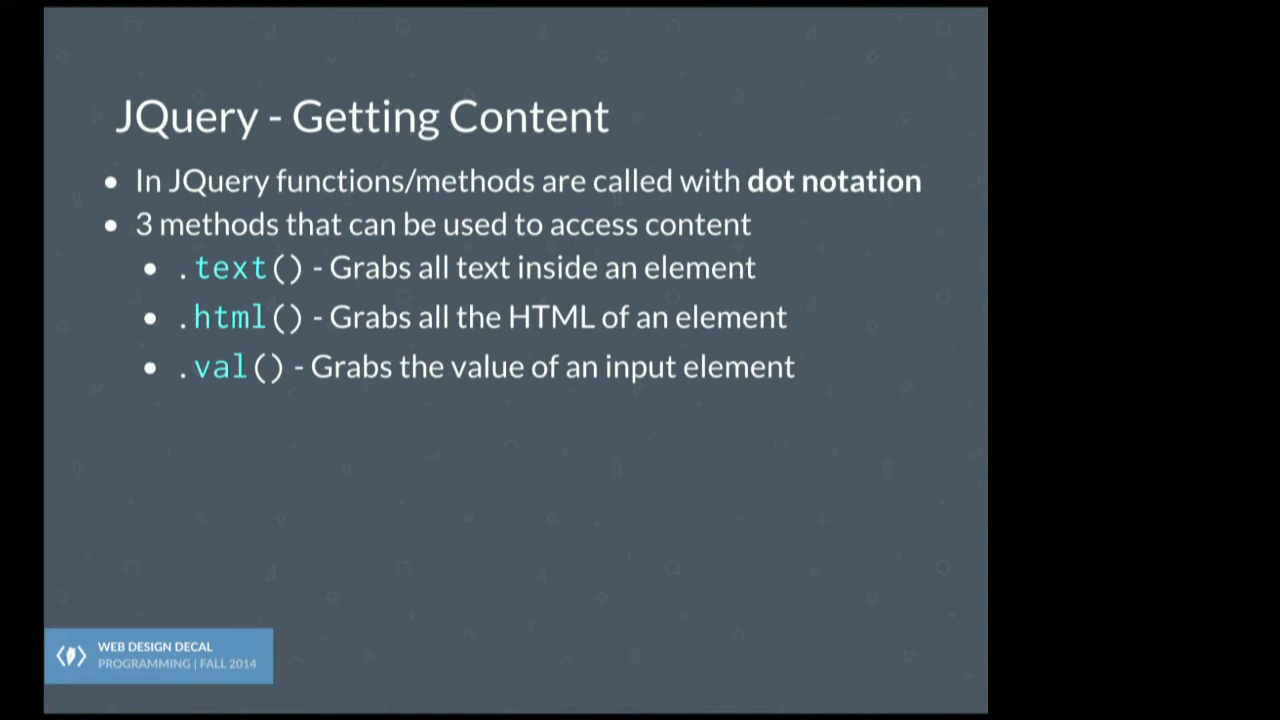 JQuery - Getting Content
• In JQuery functions/methods are called with dot notation
• 3 methods that can be used to access content
• .text() - Grabs all text inside an element
• .html() - Grabs all the HTML of an element
• .val() - Grabs the value of an input element
WEB DESIGN DECAL
PROGRAMMING | FALL 2014